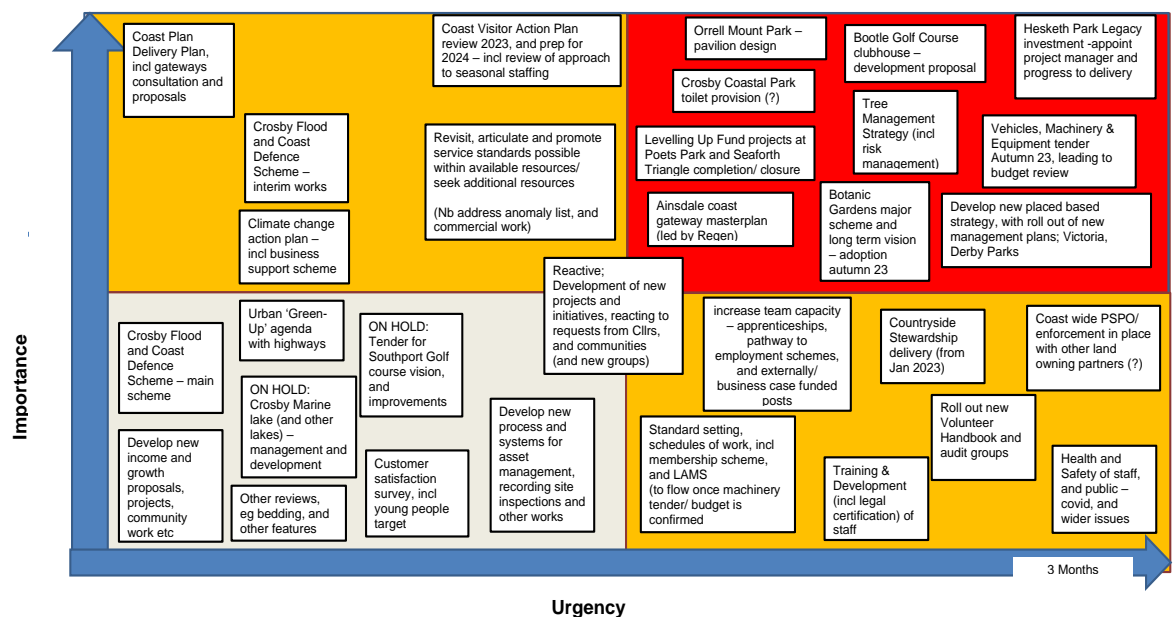 Coast Plan
Delivery Plan,
incl gateways
consultation and
proposals
Coast Visitor Action Plan
review 2023, and prep for
2024 – incl review of
approach to seasonal staffing
Crosby Flood
and Coast
Defence
Scheme –
interim works
Revisit, articulate and promote
service standards possible
within available resources/
seek additional resources
(Nb address anomaly list, and
commercial work)
Climate change
action plan –
incl business
support scheme
Orrell Mount Park –
pavilion design
Bootle Golf Course
clubhouse –
development proposal
Hesketh Park Legacy
investment -appoint
project manager and
progress to delivery
Crosby Coastal Park
toilet provision (?)
Tree
Management
Strategy (incl
risk
management)
Vehicles, Machinery &
Equipment tender
Autumn 23, leading to
budget review
Levelling Up Fund projects at
Poets Park and Seaforth
Triangle completion/ closure
Ainsdale coast
gateway masterplan
(led by Regen)
Botanic
Gardens major
scheme and
long term vision
– adoption
autumn 23
Develop new placed based
strategy, with roll out of new
management plans; Victoria,
Derby Parks
Reactive;
Development of new
projects and
initiatives, reacting to
requests from Cllrs,
and communities
(and new groups)
Crosby Flood
and Coast
Defence
Scheme – main
scheme
Urban ‘Green-
Up’ agenda
with highways
ON HOLD:
Tender for
Southport Golf
course vision,
and
improvements
ON HOLD:
Crosby Marine
lake (and other
lakes) –
management and
development
Develop new
income and
growth
proposals,
projects,
community
work etc
Other reviews,
eg bedding, and
other features
Customer
satisfaction
survey, incl
young people
target
Develop new
process and
systems for
asset
management,
recording site
inspections and
other works
increase team capacity
– apprenticeships,
pathway to
employment schemes,
and externally/
business case funded
posts
Countryside
Stewardship
delivery (from
Jan 2023)
Coast wide PSPO/
enforcement in place
with other land
owning partners (?)
Standard setting,
schedules of work, incl
membership scheme,
and LAMS
(to flow once machinery
tender/ budget is
confirmed
Training &
Development
(incl legal
certification) of
staff
Roll out new
Volunteer
Handbook and
audit groups
Health and
Safety of staff,
and public –
covid, and
wider issues
3 Months
Importance
Urgency